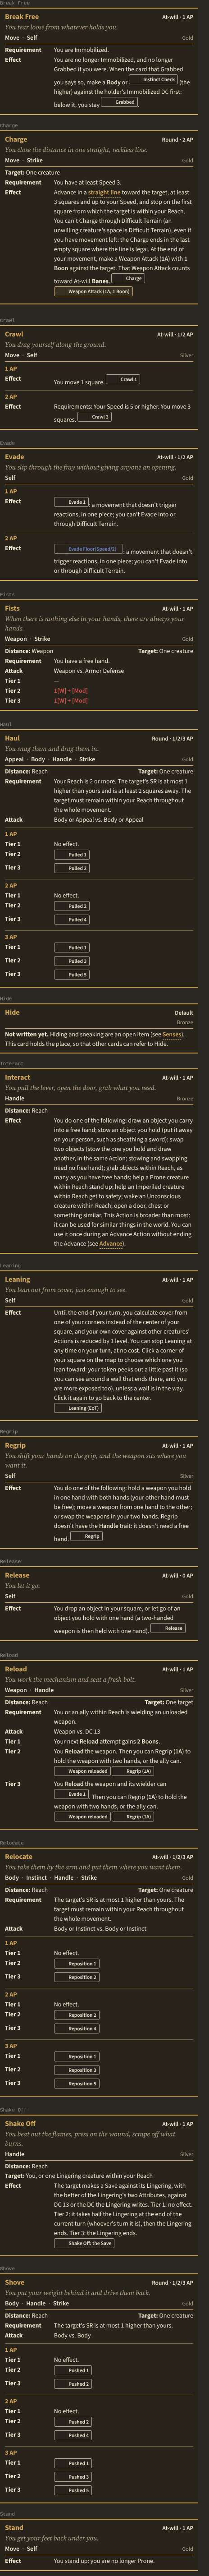 Break Free
Break Free At-will · 1 AP
You tear loose from whatever holds you.
Move · Self Gold
Requirement You are Immobilized.
Effect You are no longer Immobilized, and no longer
Grabbed if you were. When the card that Grabbed
you says so, make a Body or Instinct Check (the
higher) against the holder's Immobilized DC first:
below it, you stay Grabbed
Charge
Charge Round · 2 AP
You close the distance in one straight, reckless line.
Move · Strike Gold
Target: One creature
Requirement You have at least Speed 3.
Effect Advance in a straight line toward the target, at least
3 squares and up to your Speed, and stop on the first
square from which the target is within your Reach.
You can't Charge through Difficult Terrain (an
unwilling creature's space is Difficult Terrain), even if
you have movement left: the Charge ends in the last
empty square where the line is legal. At the end of
your movement, make a Weapon Attack (1A) with 1
Boon against the target. That Weapon Attack counts
toward At-will Banes. Charge
Weapon Attack (1A, 1 Boon)
Crawl
Crawl At-will · 1/2 AP
You drag yourself along the ground.
Move · Self Silver
1 AP
Effect You move 1 square. Crawl 1
2 AP
Effect Requirements: Your Speed is 5 or higher. You move 3
squares. Crawl 3
Evade
Evade At-will · 1/2 AP
You slip through the fray without giving anyone an opening.
Self Gold
1 AP
Effect Evade 1 : a movement that doesn't trigger
reactions, in one piece; you can't Evade into or
through Difficult Terrain.
2 AP
Effect Evade Floor(Speed/2) : a movement that doesn't
trigger reactions, in one piece; you can't Evade into
or through Difficult Terrain.
Fists
Fists At-will · 1 AP
When there is nothing else in your hands, there are always your
hands.
Weapon · Strike Gold
Distance: Weapon Target: One creature
Requirement You have a free hand.
Attack Weapon vs. Armor Defense
Tier 1 —
Tier 2 1[W] + [Mod]
Tier 3 1[W] + [Mod]
Haul
Haul Round · 1/2/3 AP
You snag them and drag them in.
Appeal · Body · Handle · Strike Gold
Distance: Reach Target: One creature
Requirement Your Reach is 2 or more. The target's SR is at most 1
higher than yours and is at least 2 squares away. The
target must remain within your Reach throughout
the whole movement.
Attack Body or Appeal vs. Body or Appeal
1 AP
Tier 1 No effect.
Tier 2 Pulled 1
Tier 3 Pulled 2
2 AP
Tier 1 No effect.
Tier 2 Pulled 2
Tier 3 Pulled 4
3 AP
Tier 1 Pulled 1
Tier 2 Pulled 3
Tier 3 Pulled 5
Hide
Hide Default
Bronze
Not written yet. Hiding and sneaking are an open item (see Senses).
This card holds the place, so that other cards can refer to Hide.
Interact
Interact At-will · 1 AP
You pull the lever, open the door, grab what you need.
Handle Bronze
Distance: Reach
Effect You do one of the following: draw an object you carry
into a free hand; stow an object you hold (put it away
on your person, such as sheathing a sword); swap
two objects (stow the one you hold and draw
another, in the same Action; stowing and swapping
need no free hand); grab objects within Reach, as
many as you have free hands; help a Prone creature
within Reach stand up; help an Imperiled creature
within Reach get to safety; wake an Unconscious
creature within Reach; open a door, chest or
something similar. This Action is broader than most:
it can be used for similar things in the world. You can
use it once during an Advance without ending
the Advance (see Advance).
Leaning
Leaning At-will · 1 AP
You lean out from cover, just enough to see.
Self Gold
Effect Until the end of your turn, you calculate cover from
one of your corners instead of the center of your
square, and your own cover against other creatures'
Actions is reduced by 1 level. You can stop Leaning at
any time on your turn, at no cost. Click a corner of
your square on the map to choose which one you
lean toward: your token peeks out a little past it (so
you can see around a wall that ends there, and you
are more exposed too), unless a wall is in the way.
Click it again to go back to the center.
Leaning (EoT)
Regrip
Regrip At-will · 1 AP
You shift your hands on the grip, and the weapon sits where you
want it.
Self Silver
Effect You do one of the following: hold a weapon you hold
in one hand with both hands (your other hand must
be free); move a weapon from one hand to the other;
or swap the weapons in your two hands. Regrip
doesn't have the Handle trait: it doesn't need a free
hand. Regrip
Release
Release At-will · 0 AP
You let it go.
Self Gold
Effect You drop an object in your square, or let go of an
object you hold with one hand (a two-handed
weapon is then held with one hand). Release
Reload
Reload At-will · 1 AP
You work the mechanism and seat a fresh bolt.
Weapon · Handle Silver
Distance: Reach Target: One target
Requirement You or an ally within Reach is wielding an unloaded
weapon.
Attack Weapon vs. DC 13
Tier 1 Your next Reload attempt gains 2 Boons.
Tier 2 You Reload the weapon. Then you can Regrip (1A) to
hold the weapon with two hands, or the ally can.
Weapon reloaded Regrip (1A)
Tier 3 You Reload the weapon and its wielder can
Evade 1 . Then you can Regrip (1A) to hold the
weapon with two hands, or the ally can.
Weapon reloaded Regrip (1A)
Relocate
Relocate At-will · 1/2/3 AP
You take them by the arm and put them where you want them.
Body · Instinct · Handle · Strike Gold
Distance: Reach Target: One creature
Requirement The target's SR is at most 1 higher than yours. The
target must remain within your Reach throughout
the whole movement.
Attack Body or Instinct vs. Body or Instinct
1 AP
Tier 1 No effect.
Tier 2 Reposition 1
Tier 3 Reposition 2
2 AP
Tier 1 No effect.
Tier 2 Reposition 2
Tier 3 Reposition 4
3 AP
Tier 1 Reposition 1
Tier 2 Reposition 3
Tier 3 Reposition 5
Shake Off
Shake Off At-will · 1 AP
You beat out the flames, press on the wound, scrape off what
burns.
Handle Silver
Distance: Reach
Target: You, or one Lingering creature within your Reach
Effect The target makes a Save against its Lingering, with
the better of the Lingering's two Attributes, against
DC 13 or the DC the Lingering writes. Tier 1: no effect.
Tier 2: it takes half the Lingering at the end of the
current turn (whoever's turn it is), then the Lingering
ends. Tier 3: the Lingering ends.
Shake Off: the Save
Shove
Shove Round · 1/2/3 AP
You put your weight behind it and drive them back.
Body · Handle · Strike Gold
Distance: Reach Target: One creature
Requirement The target's SR is at most 1 higher than yours.
Attack Body vs. Body
1 AP
Tier 1 No effect.
Tier 2 Pushed 1
Tier 3 Pushed 2
2 AP
Tier 1 No effect.
Tier 2 Pushed 2
Tier 3 Pushed 4
3 AP
Tier 1 Pushed 1
Tier 2 Pushed 3
Tier 3 Pushed 5
Stand
Stand At-will · 1 AP
You get your feet back under you.
Move · Self Gold
Effect You stand up: you are no longer Prone.